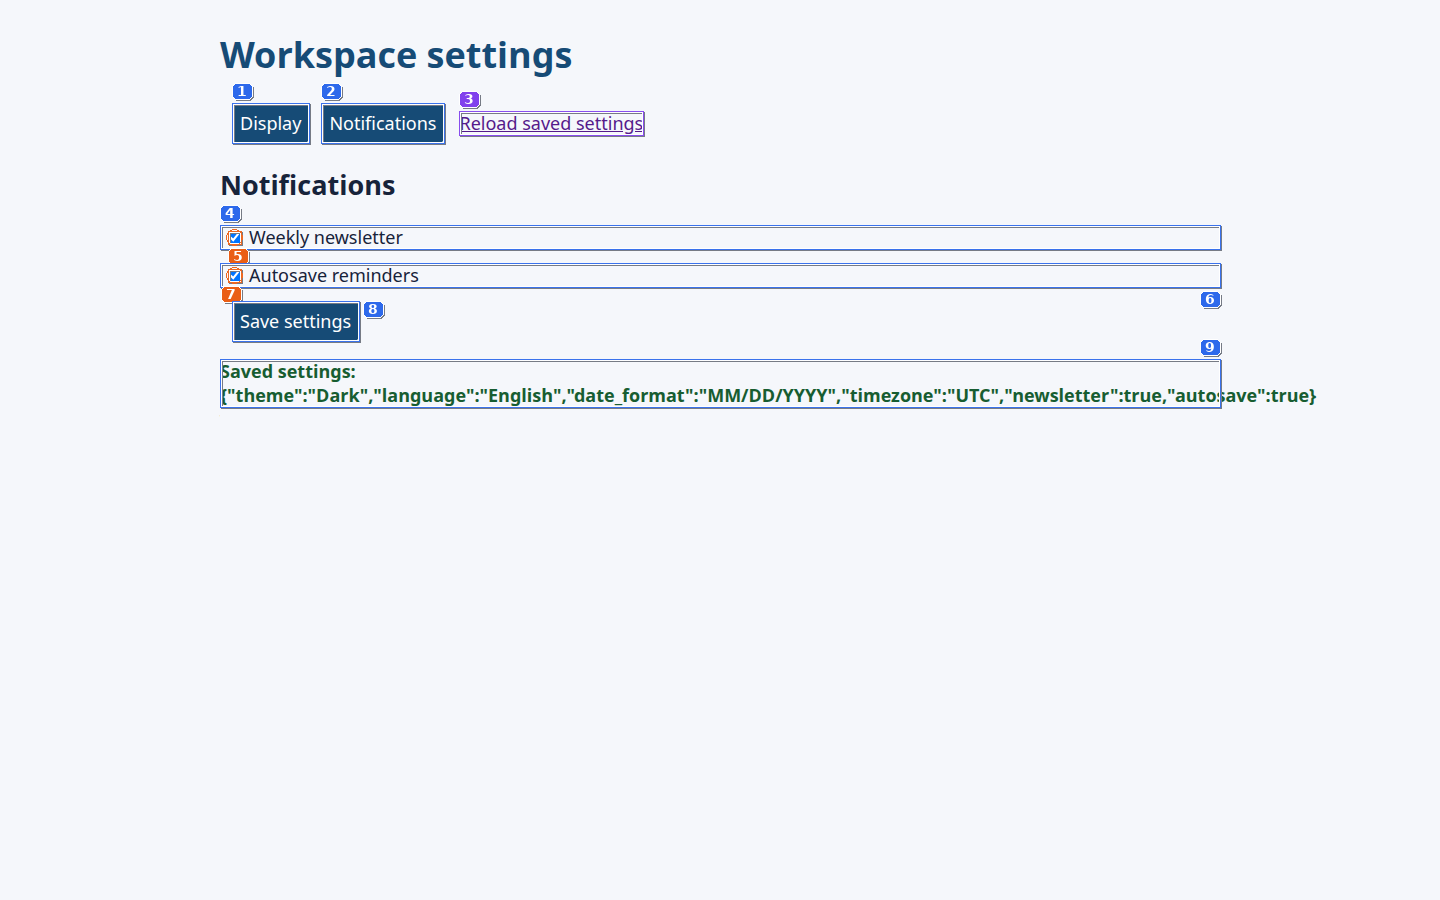 Workspace settings
1 2 3
Display Notifications Reload saved settings
Notifications
4
Weekly newsletter
5
Autosave reminders
7 6
Save settings 8
9
Saved settings:
{"theme":"Dark","language":"English","date_format":"MM/DD/YYYY","timezone":"UTC","newsletter":true,"autosave":true}